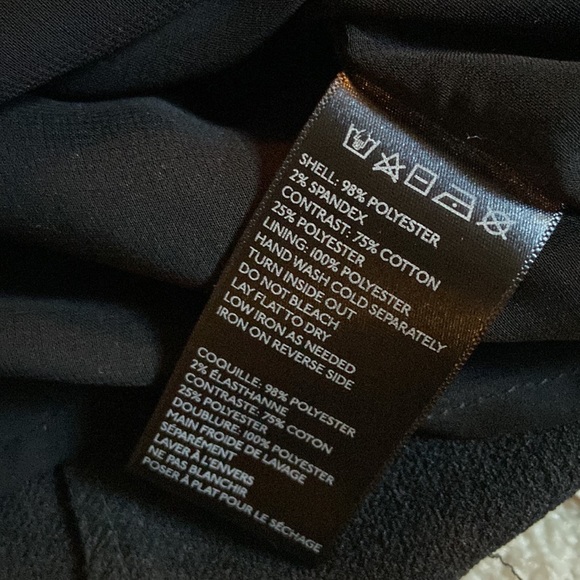 SHELL: 98% POLYESTER
2% SPANDEX
CONTRAST: 75% COTTON
25% POLYESTER
LINING: 100% POLYESTER
HAND WASH COLD SEPARATELY
TURN INSIDE OUT
DO NOT BLEACH
LAY FLAT TO DRY
LOW IRON AS NEEDED
IRON ON REVERSE SIDE
COQUILLE: 98% POLYESTER
2% ÉLASTHANNE
CONTRASTE: 75% COTON
25% POLYESTER
DOUBLURE: 100% POLYESTER
MAIN FROIDE DE LAVAGE
SÉPARÉMENT
LAVER À L'ENVERS
NE PAS BLANCHIR
POSER À PLAT POUR LE SÉCHAGE